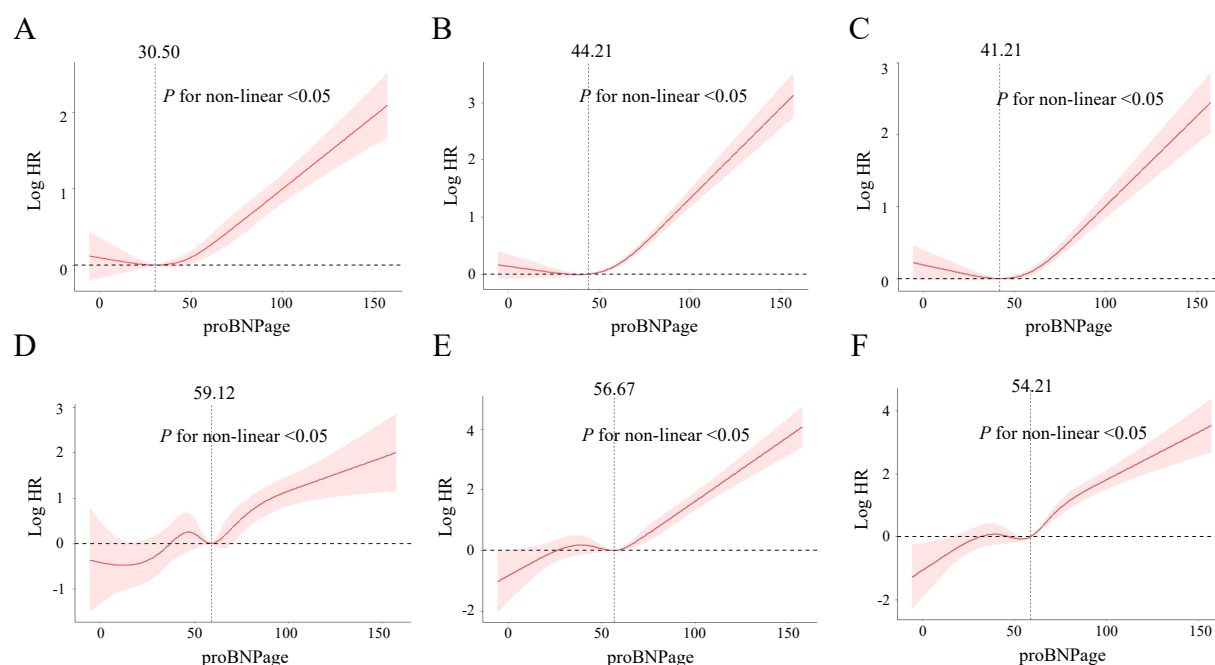 A
30.50
P for non-linear <0.05
2
1
0
Log HR
0 50 100 150
proBNPage
B
44.21
P for non-linear <0.05
3
2
1
0
Log HR
0 50 100 150
proBNPage
C
41.21
P for non-linear <0.05
3
2
1
0
Log HR
0 50 100 150
proBNPage
D
59.12
P for non-linear <0.05
3
2
1
0
-1
Log HR
0 50 100 150
proBNPage
E
56.67
P for non-linear <0.05
4
2
0
-2
Log HR
0 50 100 150
proBNPage
F
54.21
P for non-linear <0.05
4
2
0
-2
Log HR
0 50 100 150
proBNPage